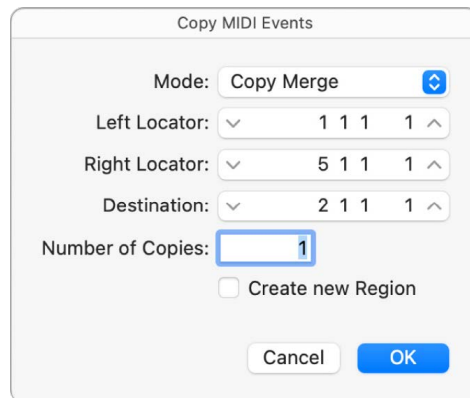 Copy MIDI Events
Mode: Copy Merge
Left Locator: 1 1 1 1
Right Locator: 5 1 1 1
Destination: 2 1 1 1
Number of Copies: 1
Create new Region
Cancel OK